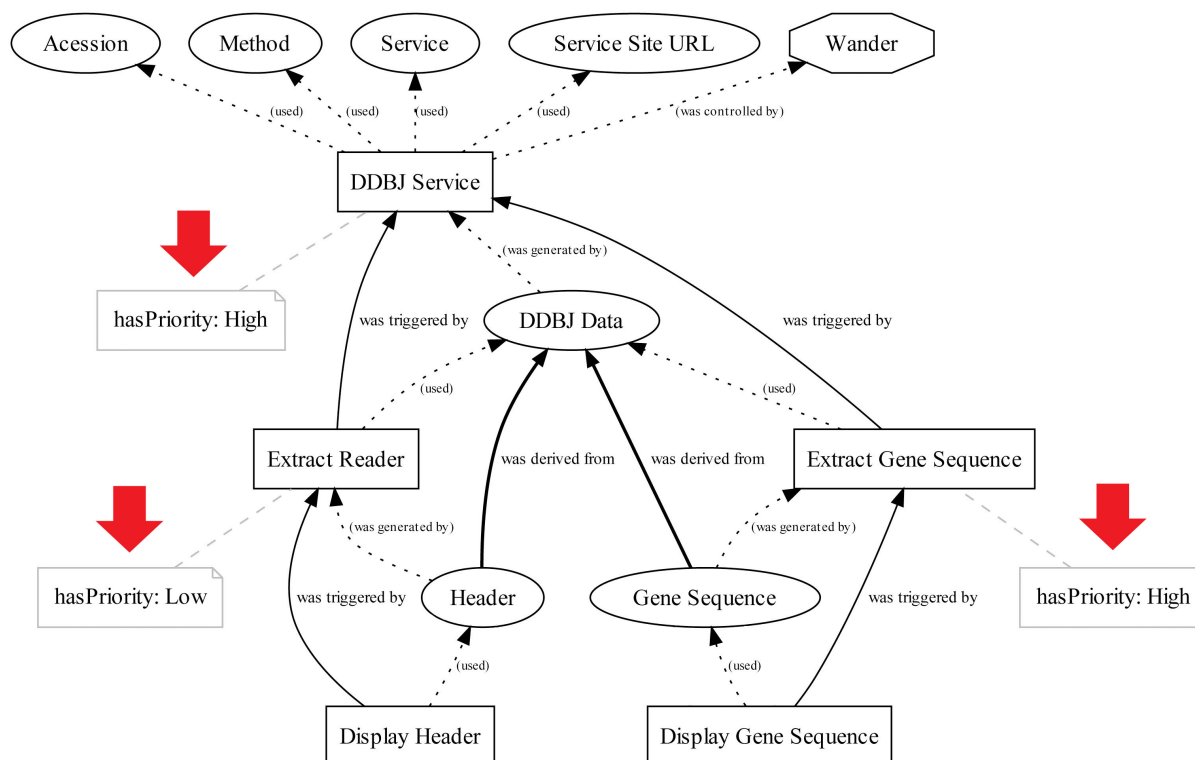 Acession
Method
Service
Service Site URL
Wander
(used)
(used)
(used)
(used)
(was controlled by)
DDBJ Service
(was generated by)
hasPriority: High
was triggered by
DDBJ Data
was triggered by
(used)
(used)
Extract Reader
was derived from
was derived from
Extract Gene Sequence
(was generated by)
(was generated by)
hasPriority: Low
was triggered by
Header
Gene Sequence
was triggered by
hasPriority: High
(used)
(used)
Display Header
Display Gene Sequence